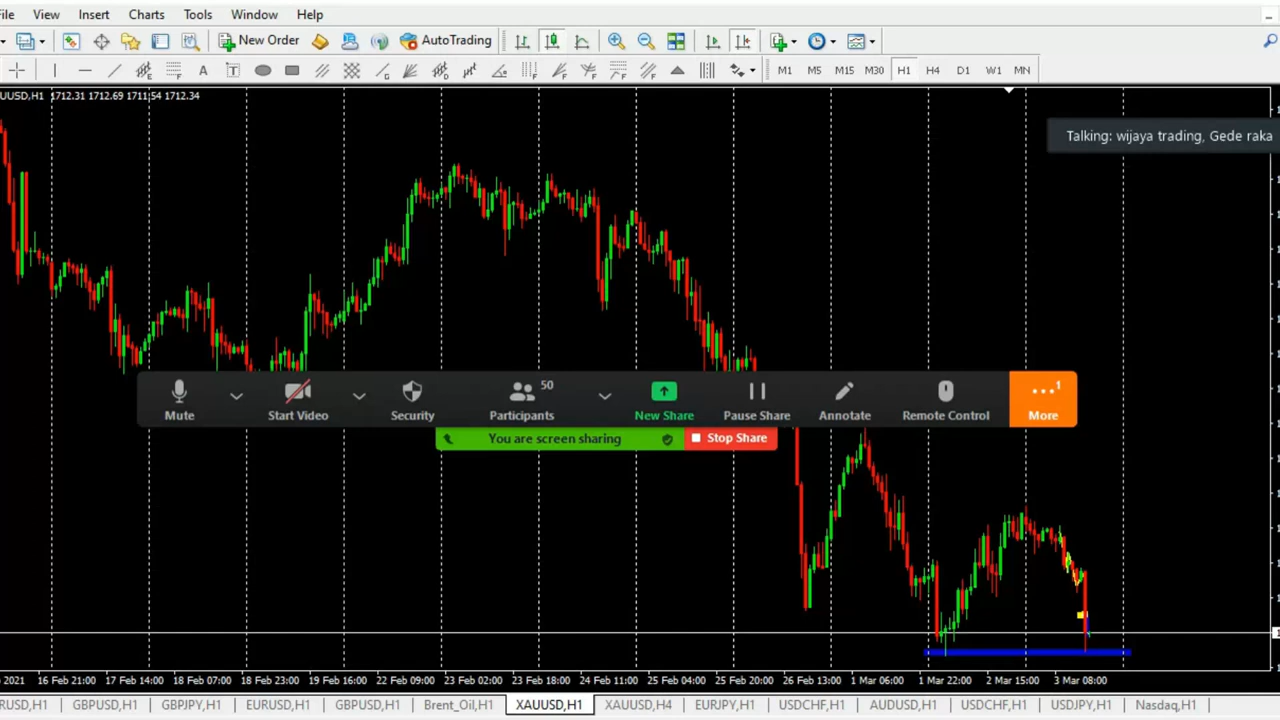 File View Insert Charts Tools Window Help
New Order AutoTrading A T M1 M5 M15 M30 H1 H4 D1 W1 MN
UUSD,H1 1712.31 1712.69 1711.54 1712.34
Talking: wijaya trading, Gede raka
50 1
Mute Start Video Security Participants New Share Pause Share Annotate Remote Control More
You are screen sharing Stop Share
2021 16 Feb 21:00 17 Feb 14:00 18 Feb 07:00 18 Feb 23:00 19 Feb 16:00 22 Feb 09:00 23 Feb 02:00 23 Feb 18:00 24 Feb 11:00 25 Feb 04:00 25 Feb 20:00 26 Feb 13:00 1 Mar 06:00 1 Mar 22:00 2 Mar 15:00 3 Mar 08:00
RUSD,H1 GBPUSD,H1 GBPJPY,H1 EURUSD,H1 GBPUSD,H1 Brent_Oil,H1 XAUUSD,H1 XAUUSD,H4 EURJPY,H1 USDCHF,H1 AUDUSD,H1 USDCHF,H1 USDJPY,H1 Nasdaq,H1